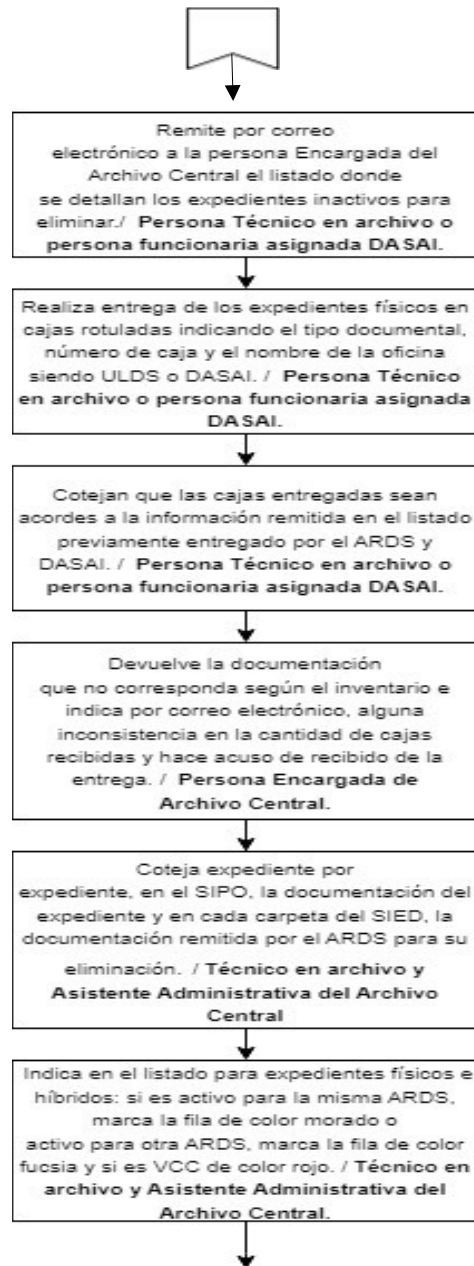 Remite por correo
electrónico a la persona Encargada del
Archivo Central el listado donde
se detallan los expedientes inactivos para
eliminar./ Persona Técnico en archivo o
persona funcionaria asignada DASAI.
Realiza entrega de los expedientes físicos en
cajas rotuladas indicando el tipo documental,
número de caja y el nombre de la oficina
siendo ULDS o DASAI. / Persona Técnico
en archivo o persona funcionaria asignada
DASAI.
Cotejan que las cajas entregadas sean
acordes a la información remitida en el listado
previamente entregado por el ARDS y
DASAI. / Persona Técnico en archivo o
persona funcionaria asignada DASAI.
Devuelve la documentación
que no corresponda según el inventario e
indica por correo electrónico, alguna
inconsistencia en la cantidad de cajas
recibidas y hace acuso de recibido de la
entrega. / Persona Encargada de
Archivo Central.
Coteja expediente por
expediente, en el SIPO, la documentación del
expediente y en cada carpeta del SIED, la
documentación remitida por el ARDS para su
eliminación. / Técnico en archivo y
Asistente Administrativa del Archivo
Central
Indica en el listado para expedientes físicos e
híbridos: si es activo para la misma ARDS,
marca la fila de color morado o
activo para otra ARDS, marca la fila de color
fucsia y si es VCC de color rojo. / Técnico en
archivo y Asistente Administrativa del
Archivo Central.